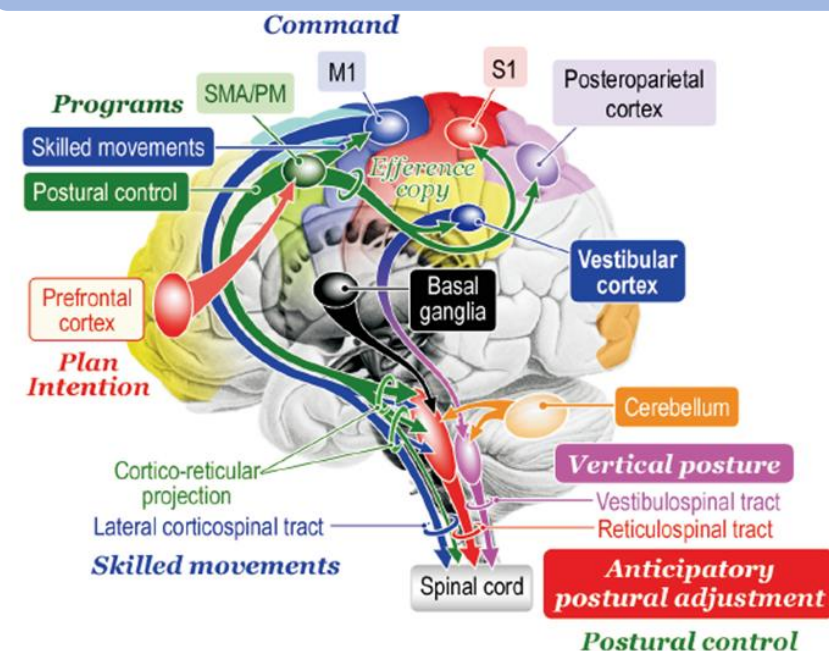 Command
M1
S1
Posteroparietal
cortex
SMA/PM
Programs
Skilled movements
Postural control
Efference
copy
Vestibular
cortex
Basal
ganglia
Prefrontal
cortex
Plan
Intention
Cerebellum
Cortico-reticular
projection
Vertical posture
Vestibulospinal tract
Lateral corticospinal tract
Reticulospinal tract
Skilled movements
Spinal cord
Anticipatory
postural adjustment
Postural control